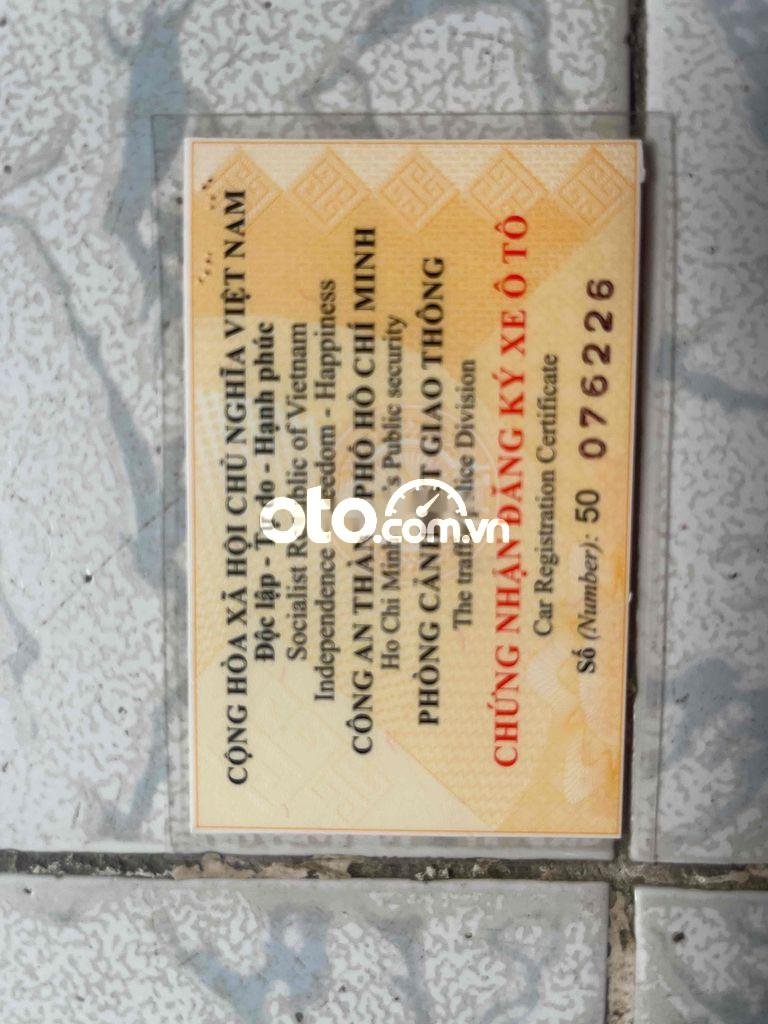 CỘNG HÒA XÃ HỘI CHỦ NGHĨA VIỆT NAM
Độc lập - Tự do - Hạnh phúc
Socialist Republic of Vietnam
Independence Freedom - Happiness
CÔNG AN THÀNH PHỐ HỒ CHÍ MINH
Ho Chi Minh's Public security
PHÒNG CẢNH SÁT GIAO THÔNG
The traffic Police Division
CHỨNG NHẬN ĐĂNG KÝ XE Ô TÔ
Car Registration Certificate
Số (Number): 50 076226
oto.com.vn